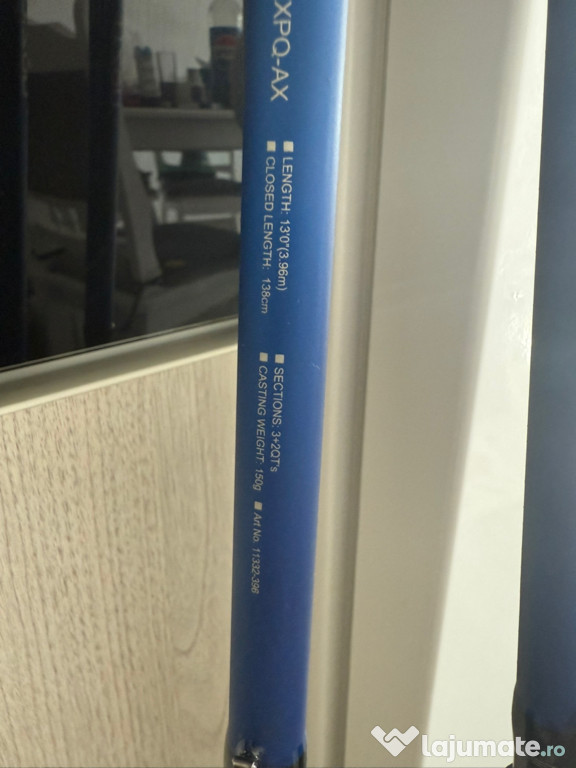 XPQ-AX
■ LENGTH: 13'0"(3.96m)
■ CLOSED LENGTH: 138cm
■ SECTIONS: 3+2QT's
■ CASTING WEIGHT: 150g
■ Art No. 11332-396
lajumate.ro